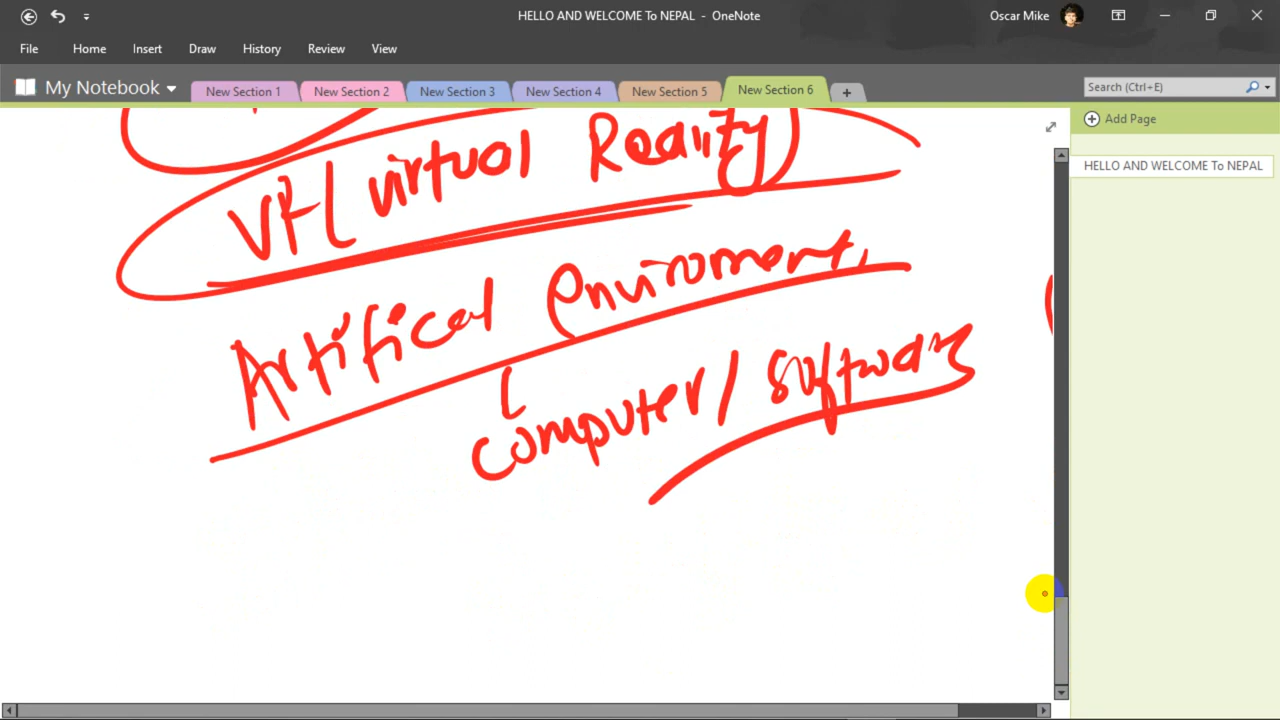 HELLO AND WELCOME To NEPAL - OneNote
Oscar Mike
File Home Insert Draw History Review View
My Notebook
New Section 1 New Section 2 New Section 3 New Section 4 New Section 5 New Section 6
Search (Ctrl+E)
Add Page
HELLO AND WELCOME To NEPAL
VR( virtual Reality)
Artifical enviroment,
computer/ software